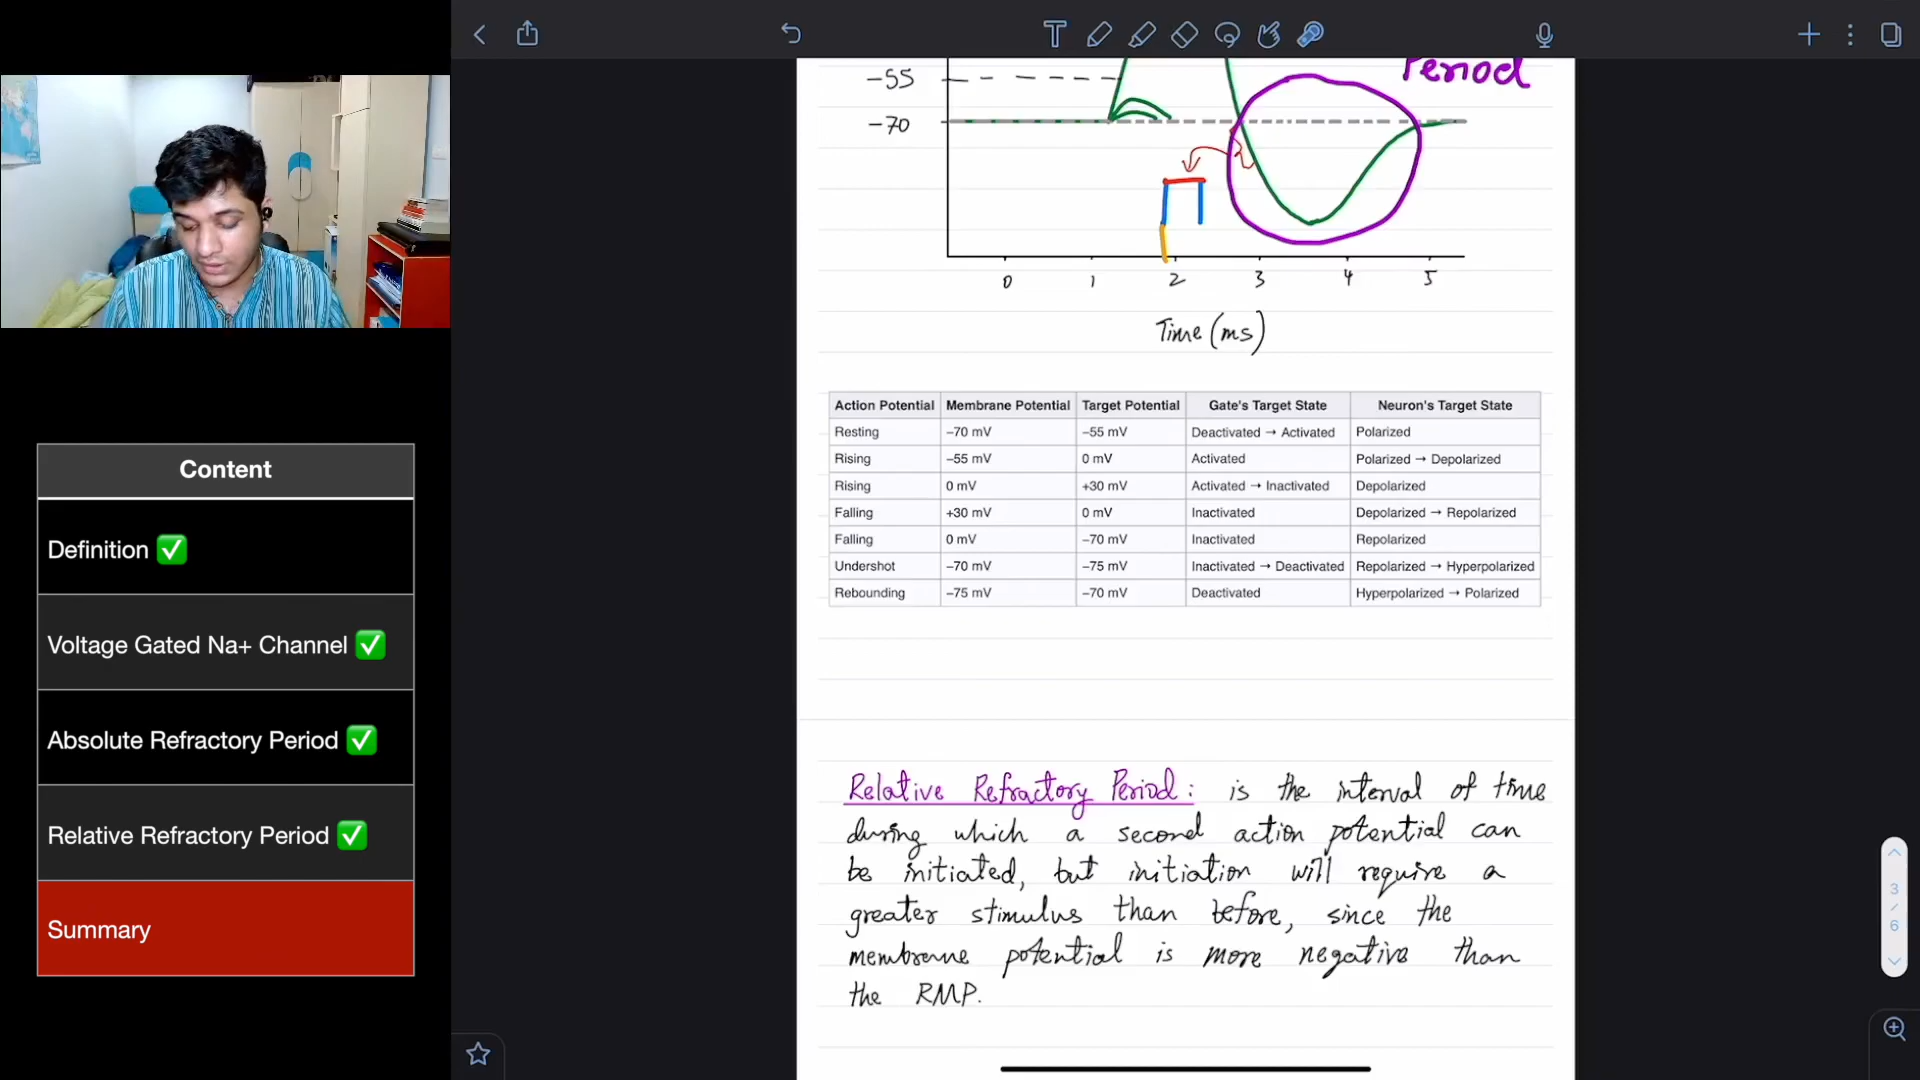 Period
-55
-70
0 1 2 3 4 5
Time (ms)
Action Potential Membrane Potential Target Potential Gate's Target State Neuron's Target State
Resting −70 mV −55 mV Deactivated → Activated Polarized
Rising −55 mV 0 mV Activated Polarized → Depolarized
Rising 0 mV +30 mV Activated → Inactivated Depolarized
Falling +30 mV 0 mV Inactivated Depolarized → Repolarized
Falling 0 mV −70 mV Inactivated Repolarized
Undershot −70 mV −75 mV Inactivated → Deactivated Repolarized → Hyperpolarized
Rebounding −75 mV −70 mV Deactivated Hyperpolarized → Polarized
Relative Refractory Period: is the interval of time
during which a second action potential can
be initiated, but initiation will require a
greater stimulus than before, since the
membrane potential is more negative than
the RMP.
Content
Definition ✅
Voltage Gated Na+ Channel ✅
Absolute Refractory Period ✅
Relative Refractory Period ✅
Summary
3
/
6